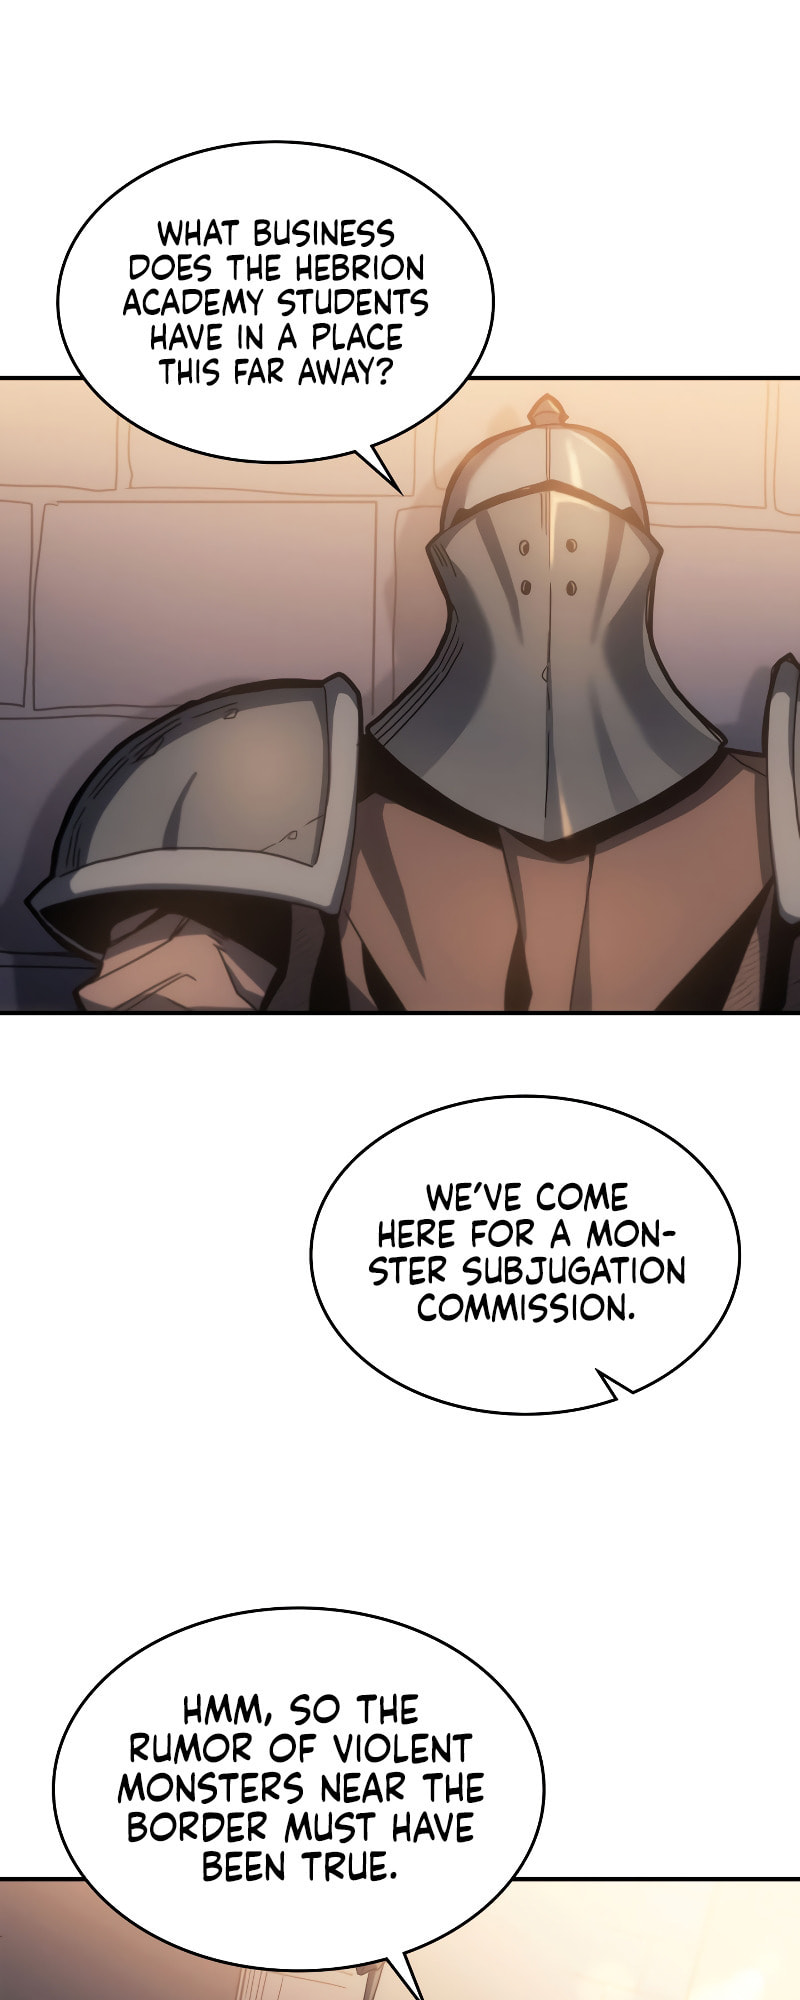 WHAT BUSINESS
DOES THE HEBRION
ACADEMY STUDENTS
HAVE IN A PLACE
THIS FAR AWAY?
WE'VE COME
HERE FOR A MON-
STER SUBJUGATION
COMMISSION.
HMM, SO THE
RUMOR OF VIOLENT
MONSTERS NEAR THE
BORDER MUST HAVE
BEEN TRUE.